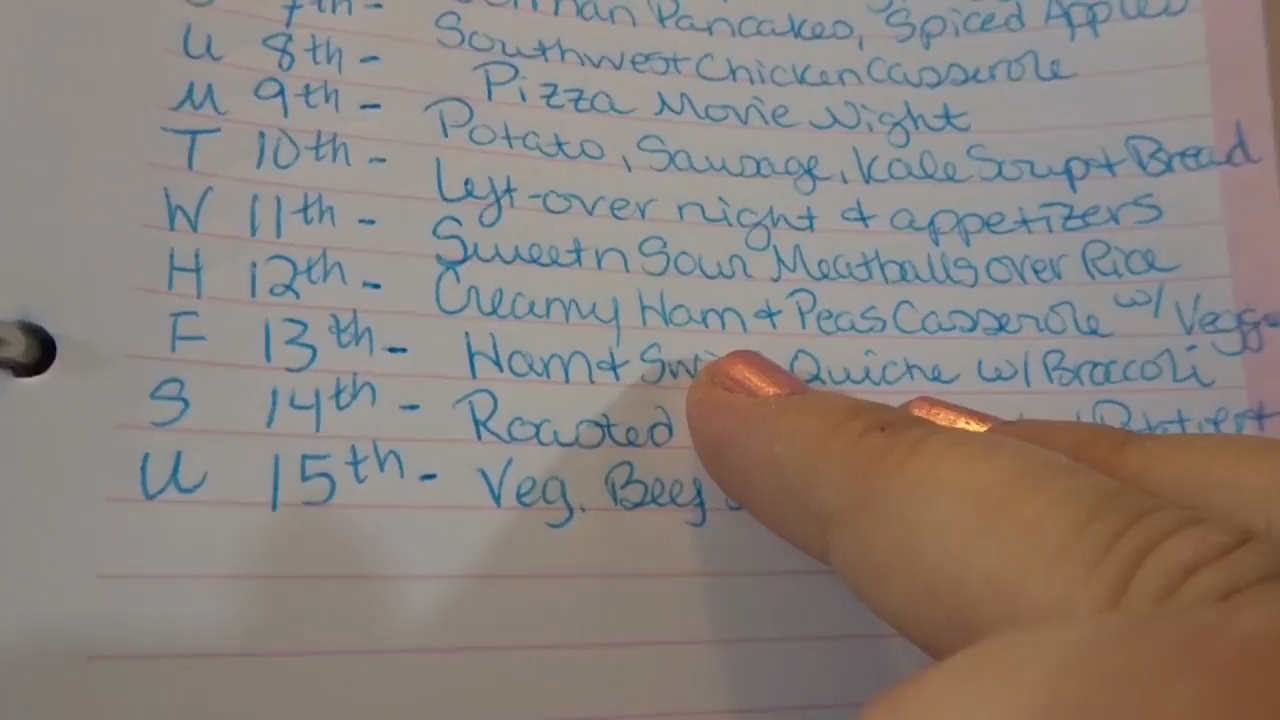 7th - Pancakes, Spiced Apples
U 8th - Southwest Chicken Casserole
M 9th - Pizza Movie Night
T 10th - Potato, Sausage, Kale Soup + Bread
W 11th - Left-over night & appetizers
H 12th - Sweet n Sour Meatballs over Rice
F 13th - Creamy Ham + Peas Casserole w/
S 14th - Ham + Quiche w/ Broccoli
U 15th - Roasted
Veg. Beef